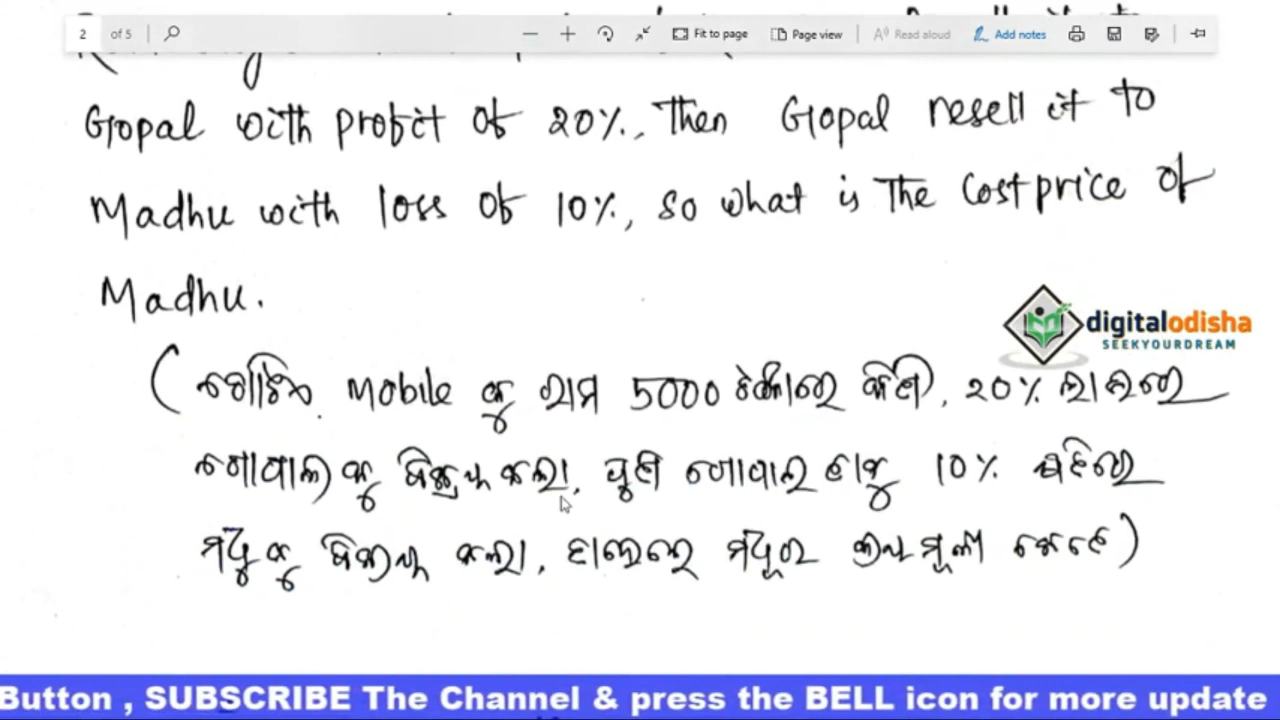 2 of 5 Fit to page Page view Read aloud Add notes
Gopal with profit of 20%, Then Gopal resell it to
Madhu with loss of 10%, so what is The Cost price of
Madhu.
digitalodisha
SEEKYOURDREAM
( ଗୋଟିଏ Mobile କୁ ରାମ 5000 ଟଙ୍କାରେ କିଣି, 20% ଲାଭରେ
ଗୋପାଳ କୁ ବିକ୍ରୟ କଲା, ପୁଣି ଗୋପାଳ ତାକୁ 10% କ୍ଷତିରେ
ମଧୁ କୁ ବିକ୍ରୟ କଲା, ତାହେଲେ ମଧୁର କ୍ରୟ ମୂଲ୍ୟ କେତେ )
Button , SUBSCRIBE The Channel & press the BELL icon for more update